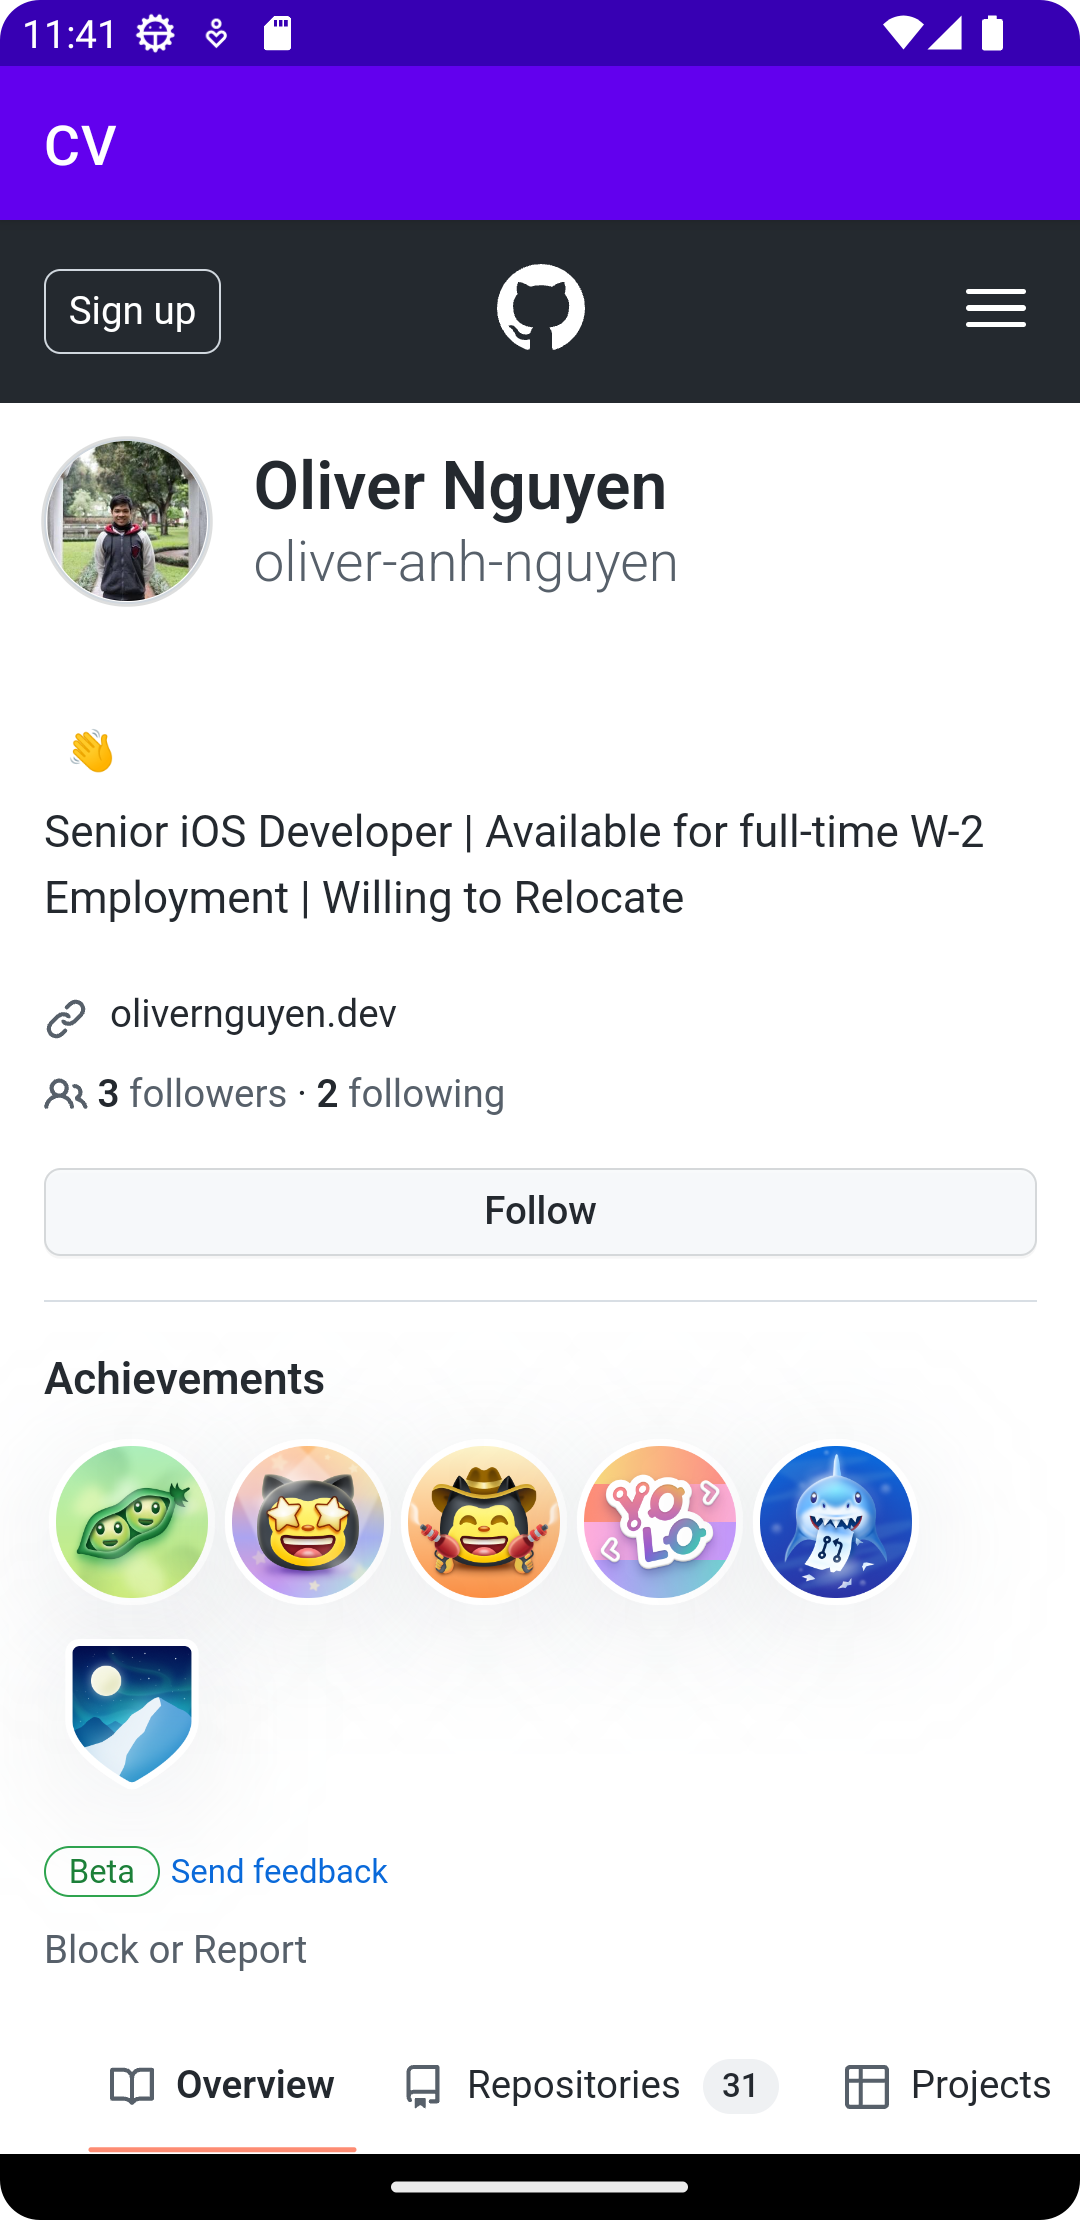 11:41
CV
Sign up
Oliver Nguyen
oliver-anh-nguyen
Senior iOS Developer | Available for full-time W-2
Employment | Willing to Relocate
olivernguyen.dev
3 followers · 2 following
Follow
Achievements
YOLO
Beta Send feedback
Block or Report
Overview Repositories 31 Projects